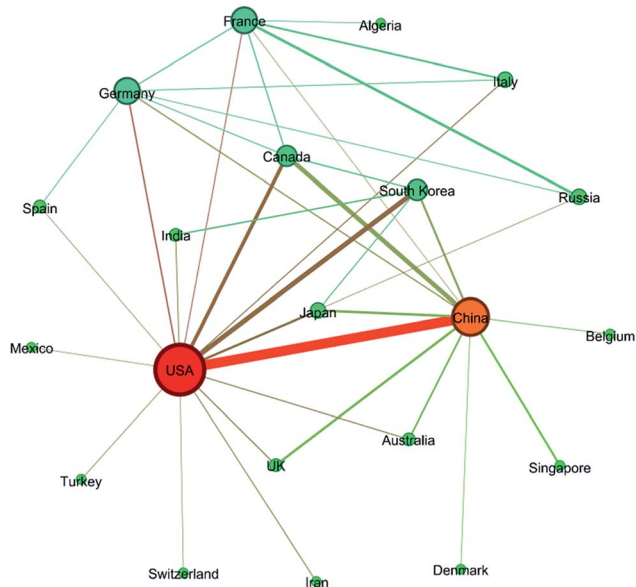 France
Algeria
Italy
Germany
Canada
South Korea
Russia
Spain
India
Japan
China
Belgium
Mexico
USA
Australia
UK
Singapore
Turkey
Switzerland
Denmark
Iran